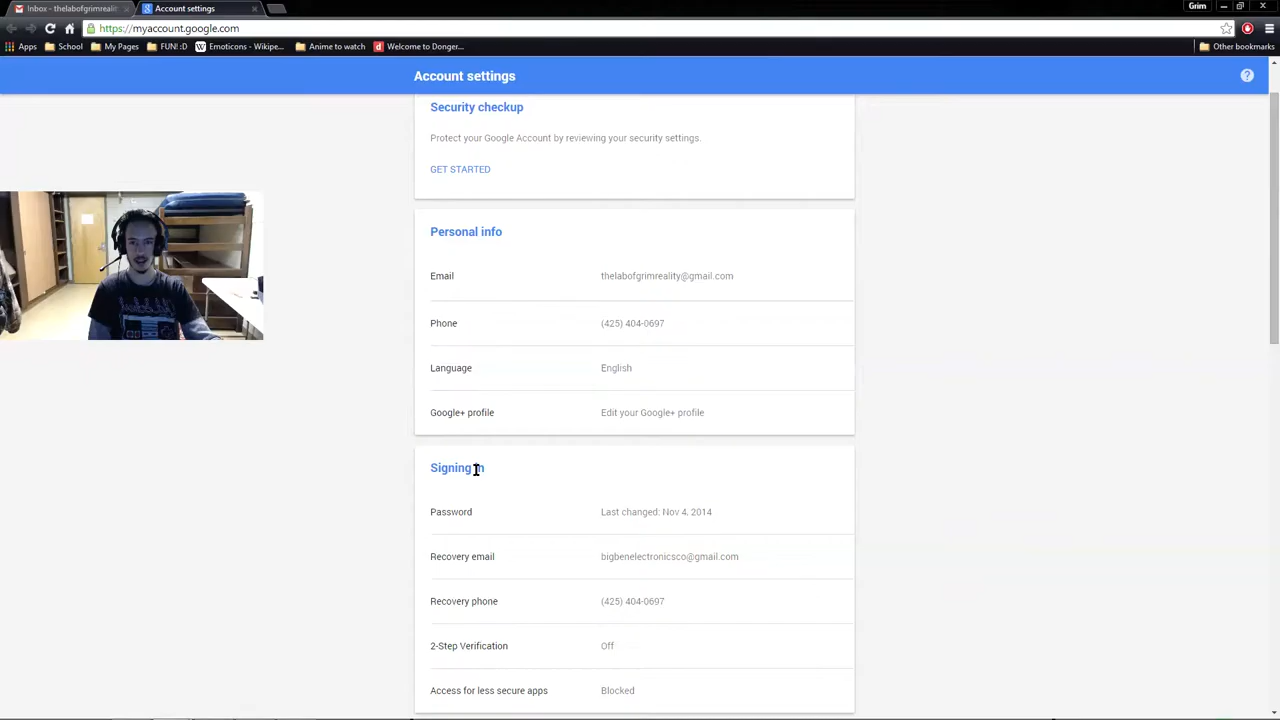 Inbox - thelabofgrimreality
Account settings
Grim
https://myaccount.google.com
Apps
School
My Pages
FUN! :D
Emoticons - Wikipe...
Anime to watch
Welcome to Donger...
Other bookmarks
Account settings
Security checkup
Protect your Google Account by reviewing your security settings.
GET STARTED
Personal info
Email thelabofgrimreality@gmail.com
Phone (425) 404-0697
Language English
Google+ profile Edit your Google+ profile
Signing in
Password Last changed: Nov 4, 2014
Recovery email bigbenelectronicsco@gmail.com
Recovery phone (425) 404-0697
2-Step Verification Off
Access for less secure apps Blocked